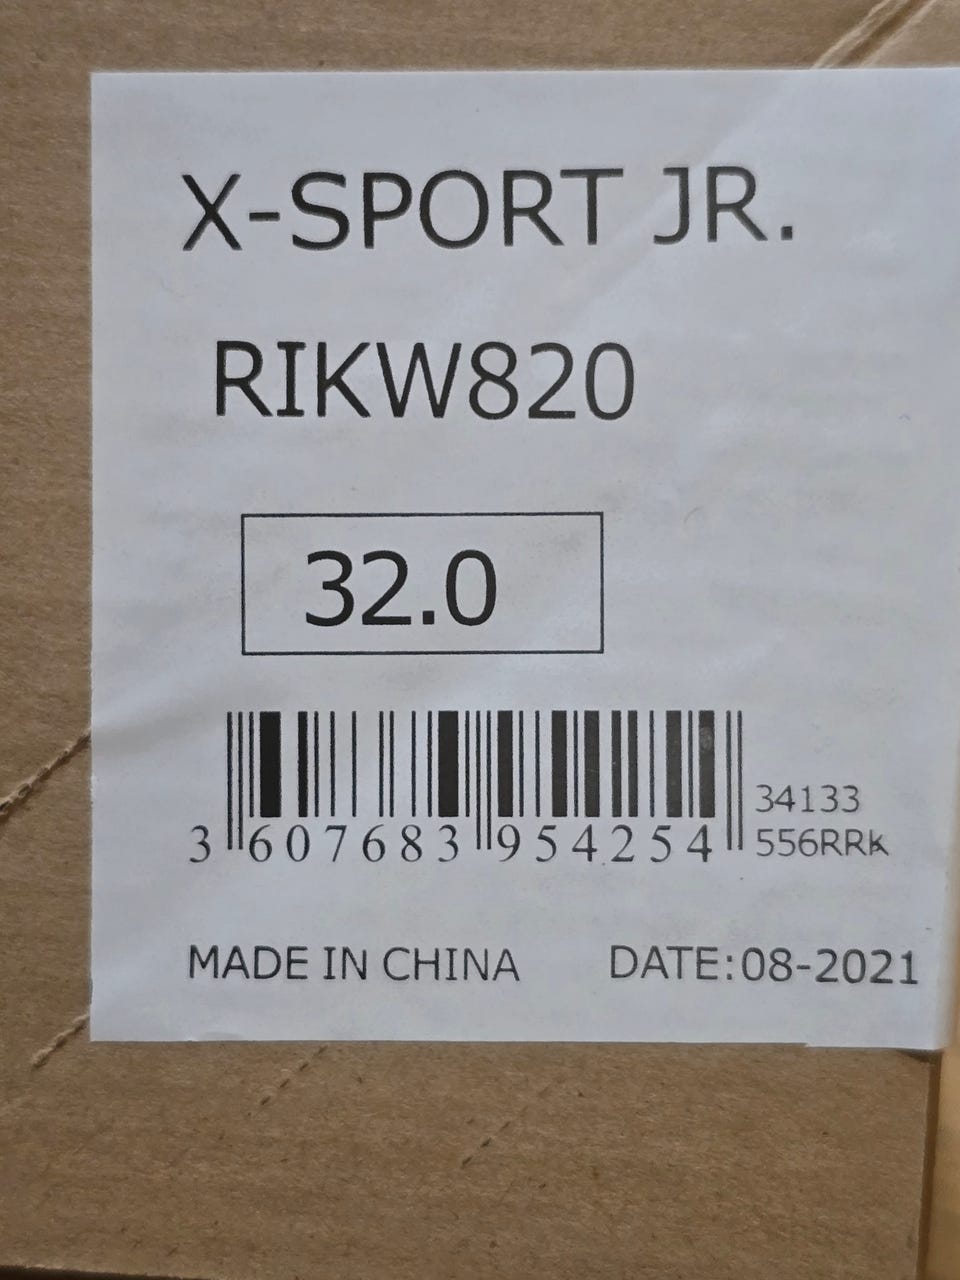 X-SPORT JR.
RIKW820
32.0
3 607683 954254
34133
556RRK
MADE IN CHINA DATE:08-2021